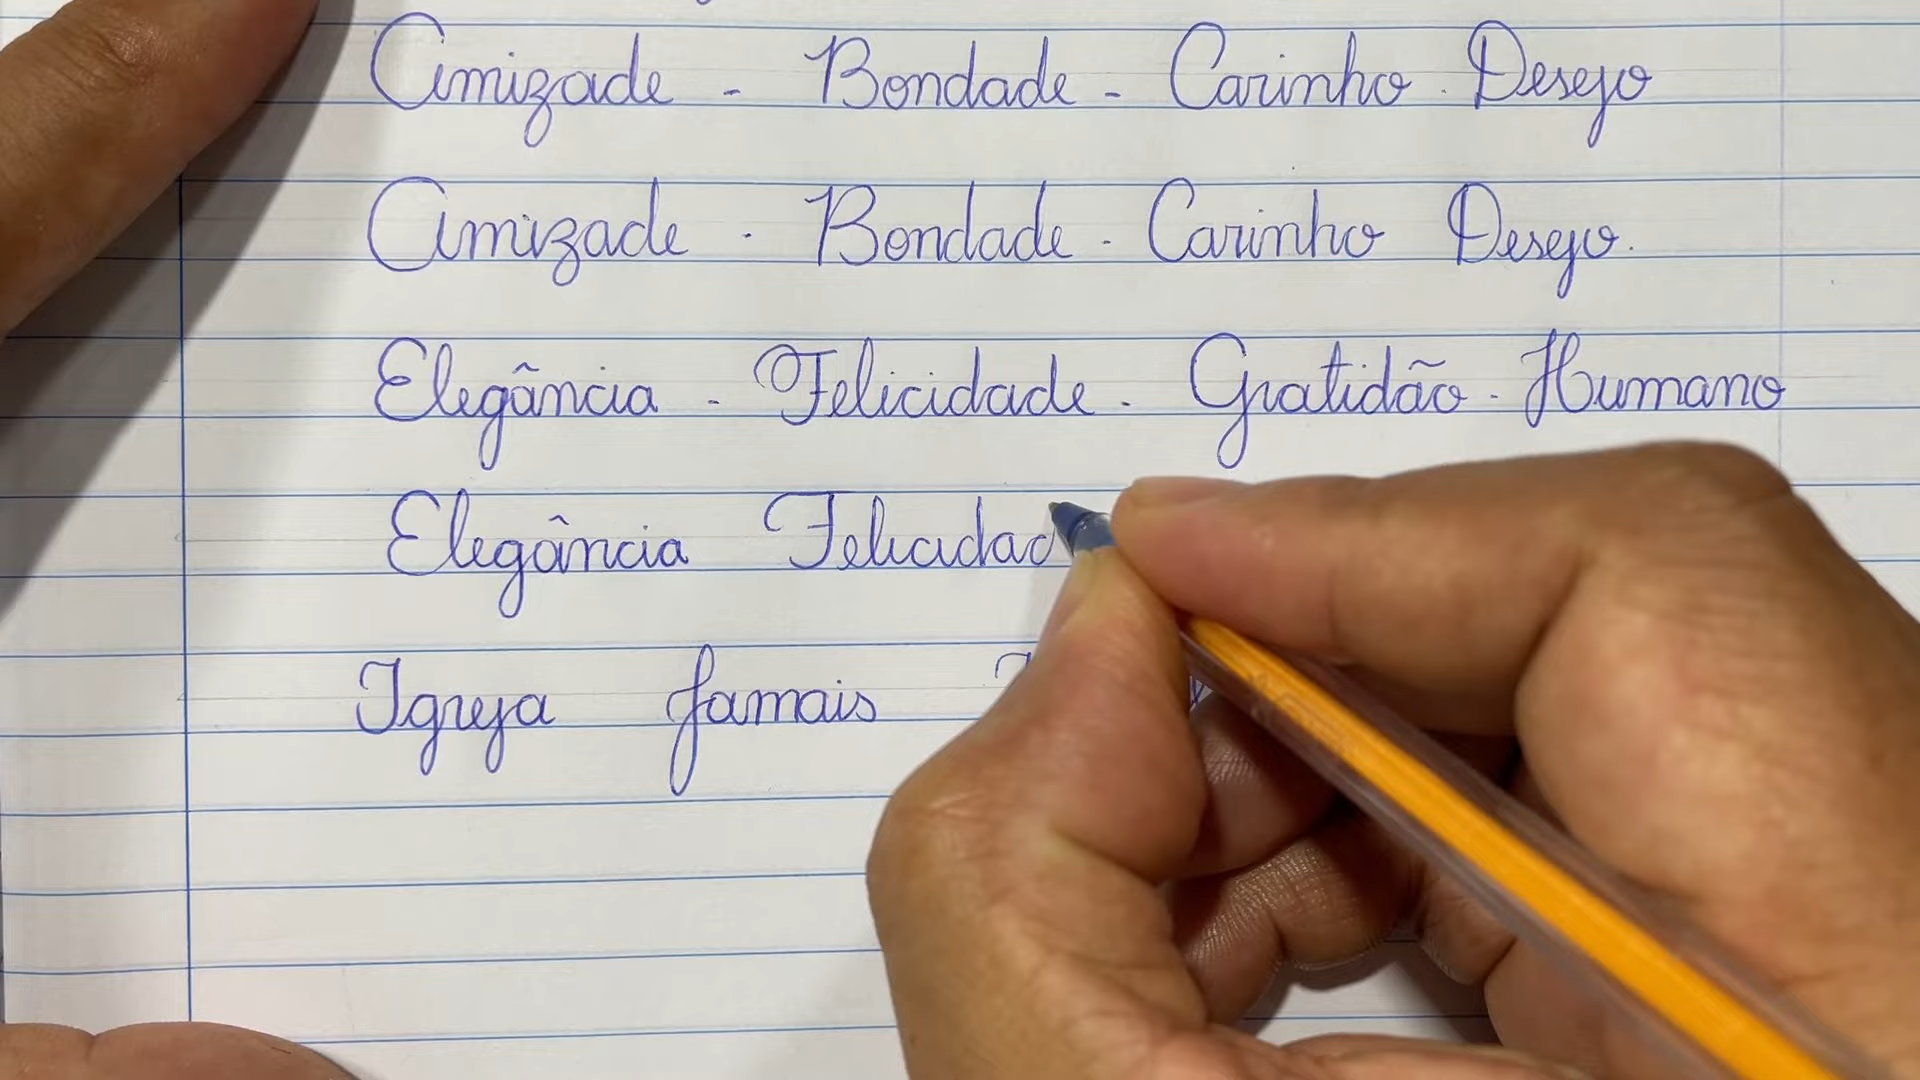 Amizade - Bondade - Carinho - Desejo
Amizade - Bondade - Carinho Desejo.
Elegância - Felicidade - Gratidão - Humano
Elegância Felicidad
Igreja Jamais